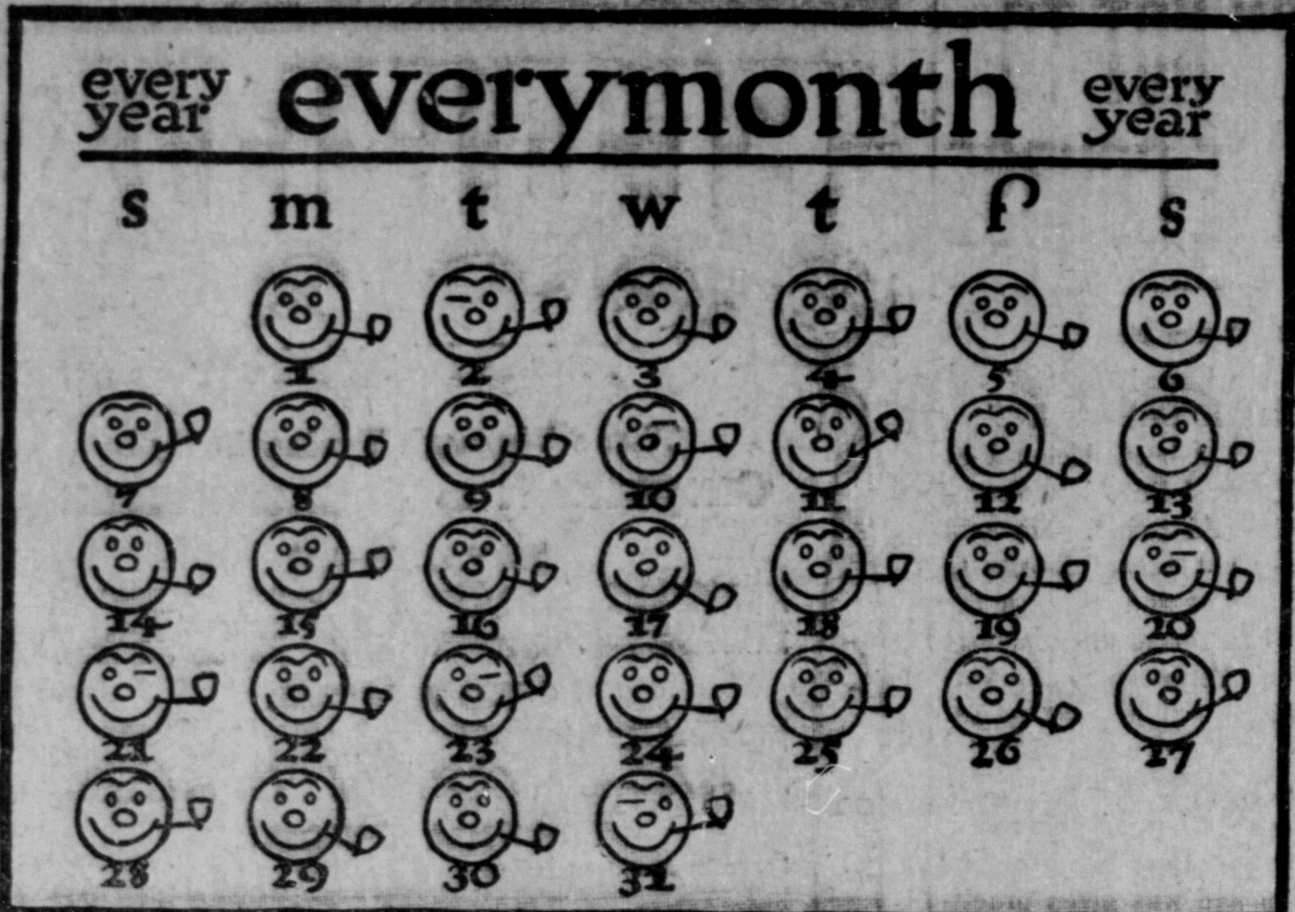 every
year
everymonth
every
year
s m t w t f s
1 2 3 4 5 6
7 8 9 10 11 12 13
14 15 16 17 18 19 20
21 22 23 24 25 26 27
28 29 30 31